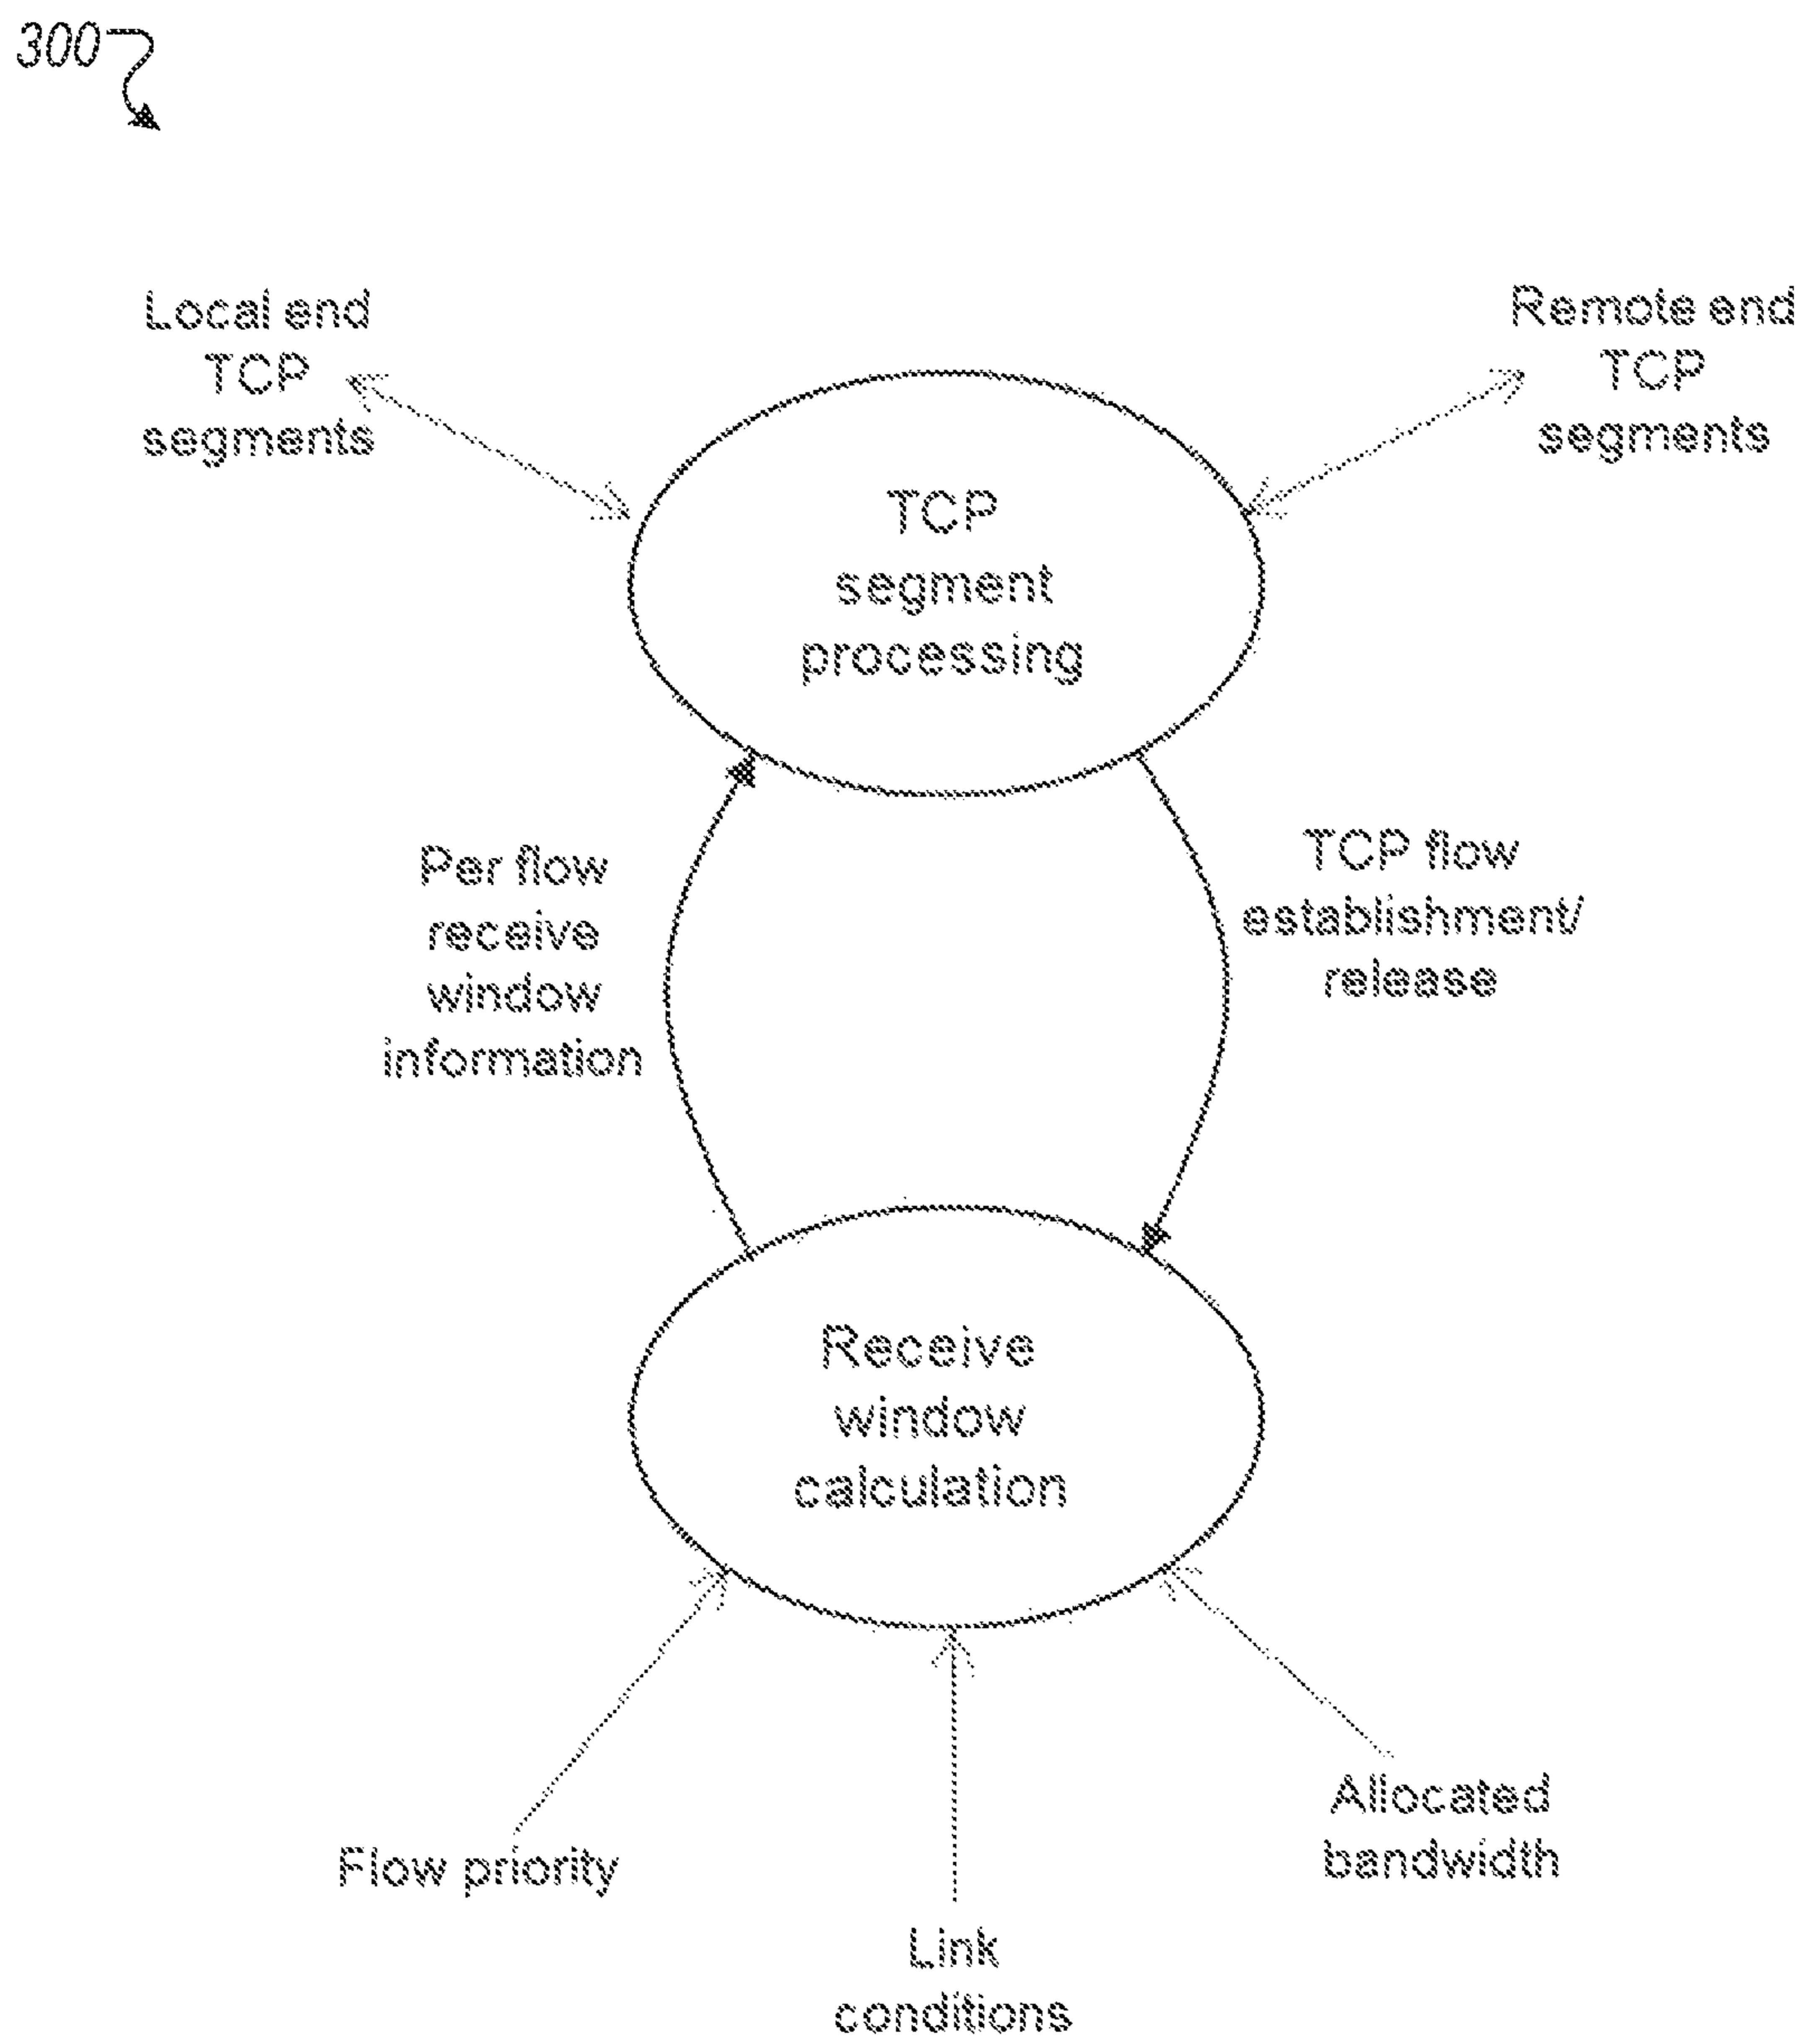 300
Local end
TCP
segments
Remote end
TCP
segments
TCP
segment
processing
Per flow
receive
window
information
TCP flow
establishment/
release
Receive
window
calculation
Flow priority
Link
conditions
Allocated
bandwidth